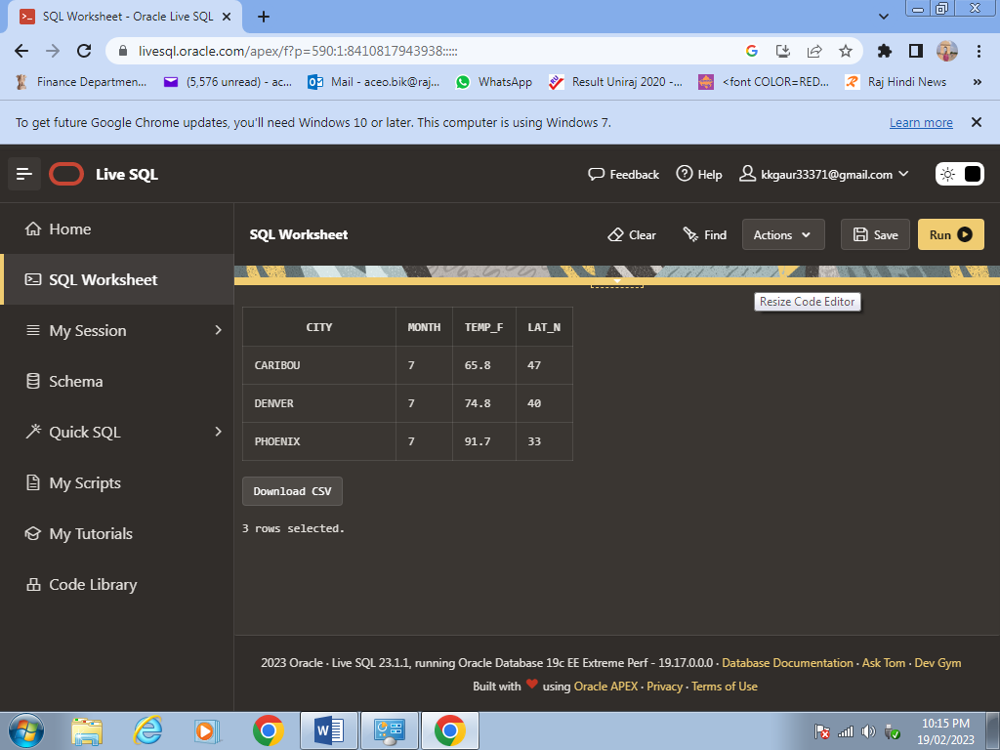 SQL Worksheet - Oracle Live SQL
livesql.oracle.com/apex/f?p=590:1:8410817943938:::::
Finance Departmen... (5,576 unread) - ac... Mail - aceo.bik@raj... WhatsApp Result Uniraj 2020 -... <font COLOR=RED... Raj Hindi News »
To get future Google Chrome updates, you'll need Windows 10 or later. This computer is using Windows 7. Learn more
Live SQL Feedback Help kkgaur33371@gmail.com
Home
SQL Worksheet
My Session
Schema
Quick SQL
My Scripts
My Tutorials
Code Library
SQL Worksheet Clear Find Actions Save Run
Resize Code Editor
CITY MONTH TEMP_F LAT_N
CARIBOU 7 65.8 47
DENVER 7 74.8 40
PHOENIX 7 91.7 33
Download CSV
3 rows selected.
2023 Oracle · Live SQL 23.1.1, running Oracle Database 19c EE Extreme Perf - 19.17.0.0.0 · Database Documentation · Ask Tom · Dev Gym
Built with ❤ using Oracle APEX · Privacy · Terms of Use
10:15 PM
19/02/2023